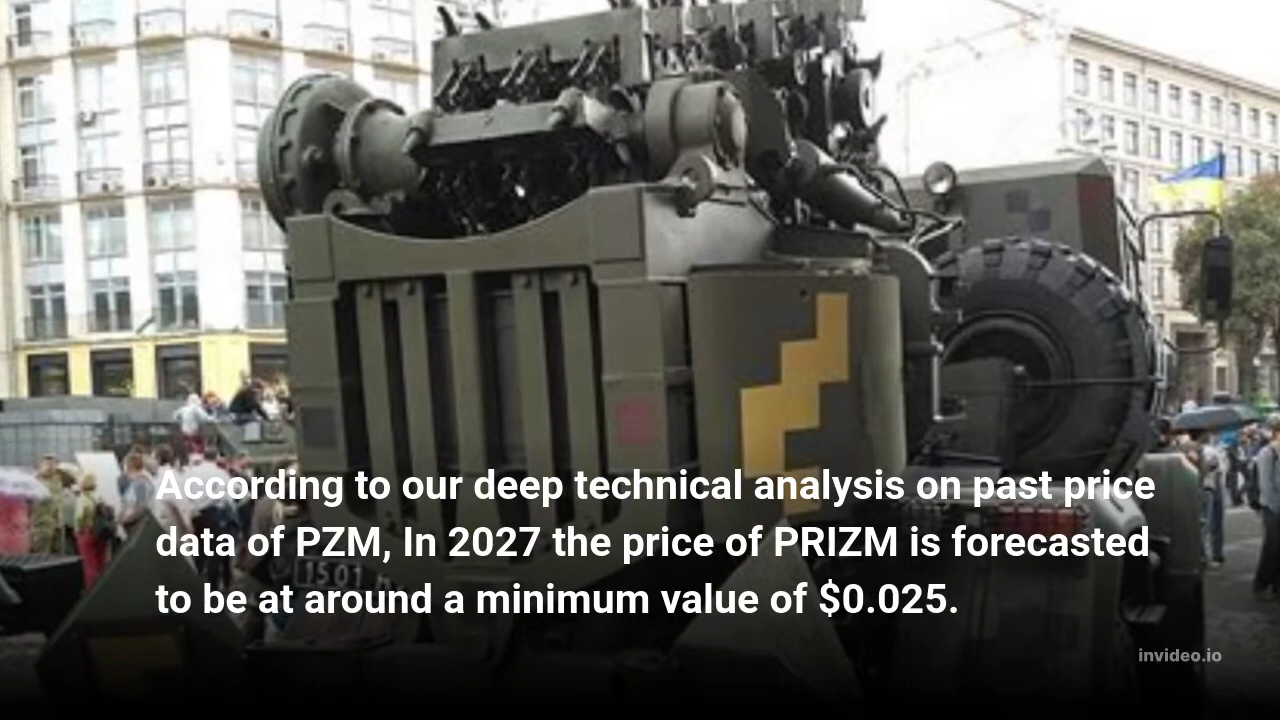 According to our deep technical analysis on past price
data of PZM, In 2027 the price of PRIZM is forecasted
to be at around a minimum value of $0.025.
1501
invideo.io